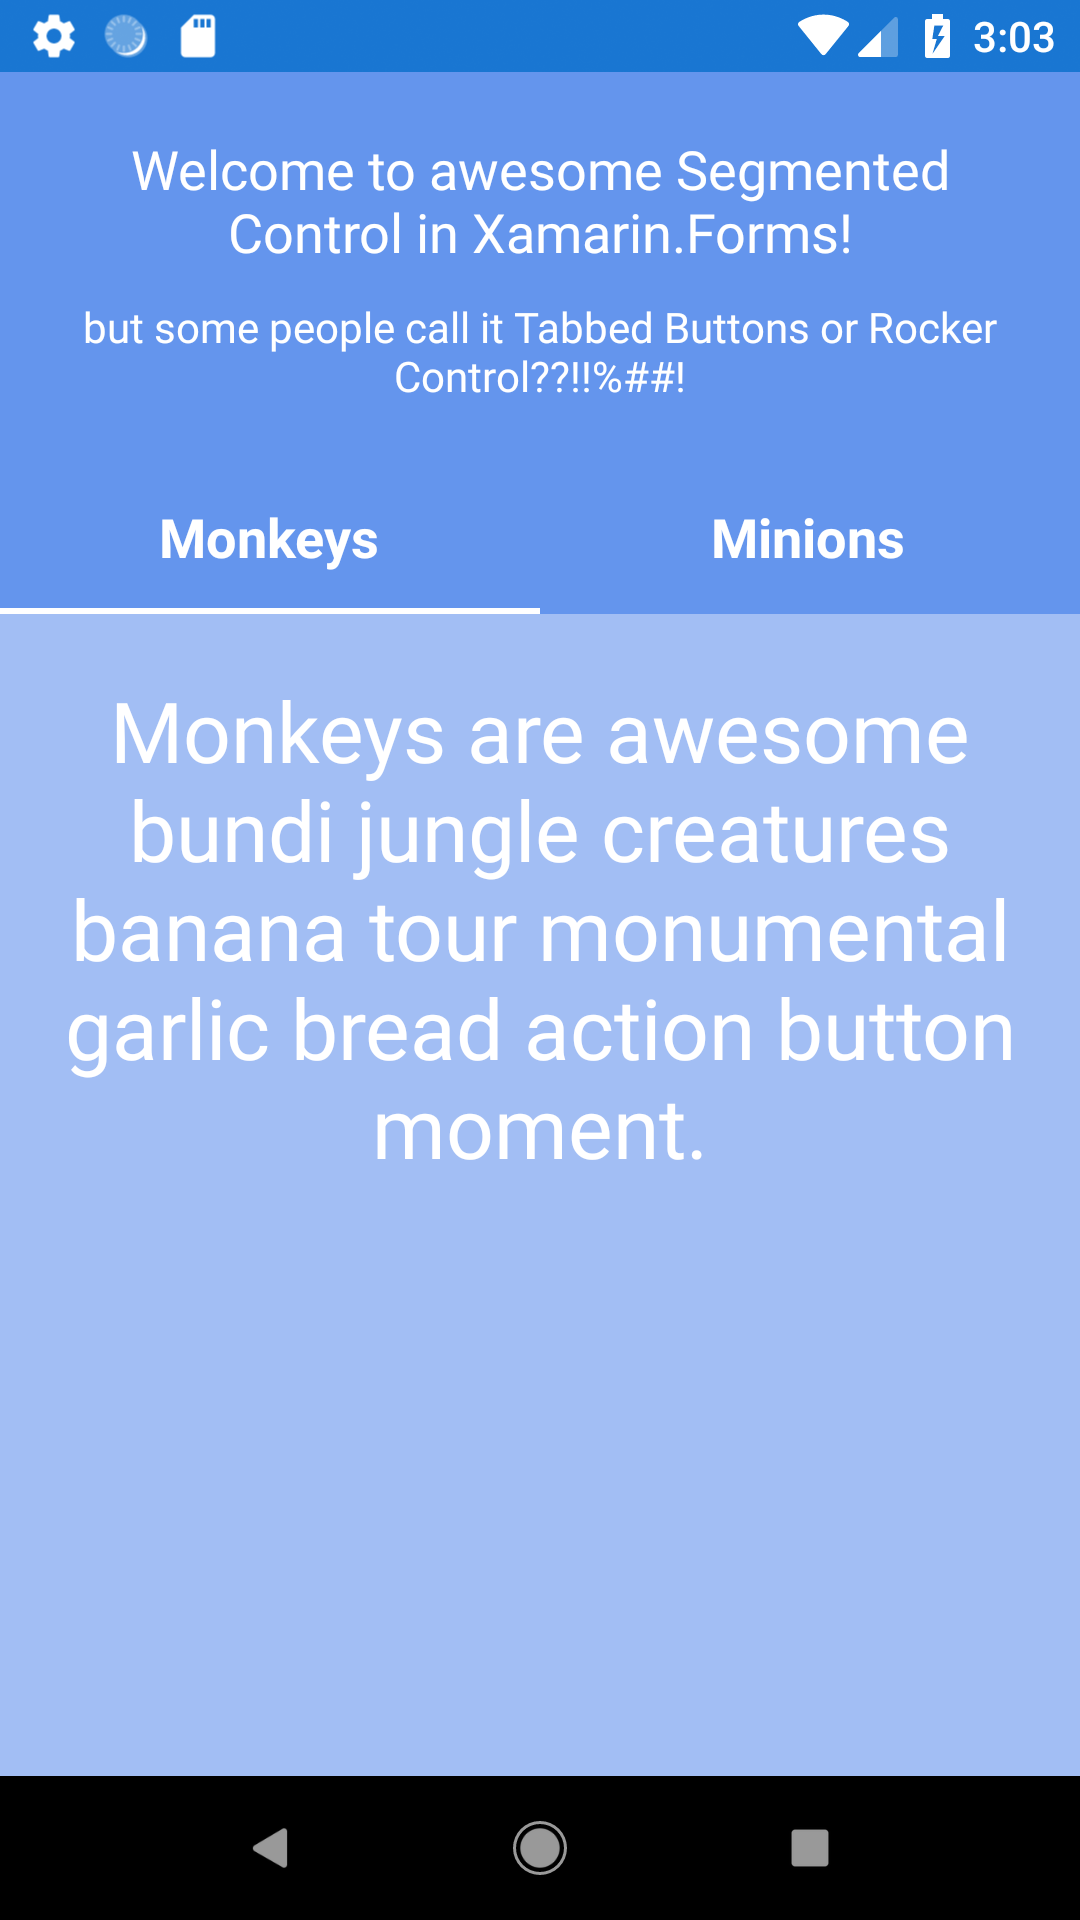 3:03
Welcome to awesome Segmented
Control in Xamarin.Forms!
but some people call it Tabbed Buttons or Rocker
Control??!!%##!
Monkeys Minions
Monkeys are awesome
bundi jungle creatures
banana tour monumental
garlic bread action button
moment.